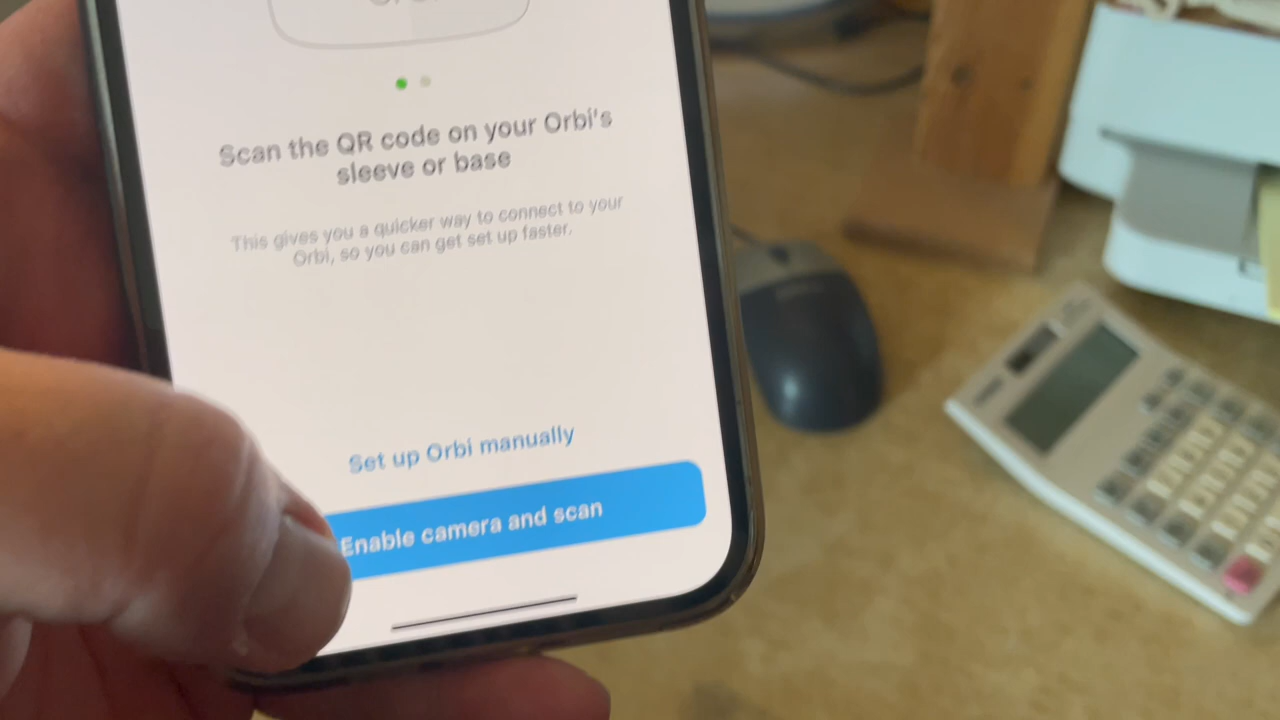 Scan the QR code on your Orbi's
sleeve or base
This gives you a quicker way to connect to your
Orbi, so you can get set up faster.
Set up Orbi manually
Enable camera and scan